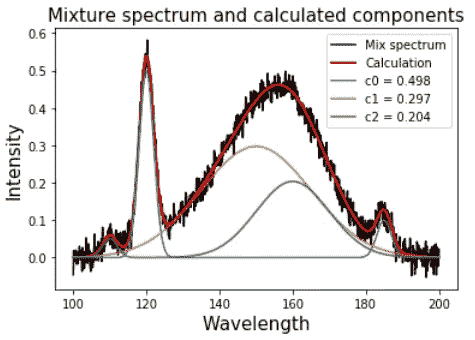 Mixture spectrum and calculated components
Intensity
0.6
0.5
0.4
0.3
0.2
0.1
0.0
Mix spectrum
Calculation
c0 = 0.498
c1 = 0.297
c2 = 0.204
100
120
140
160
180
200
Wavelength